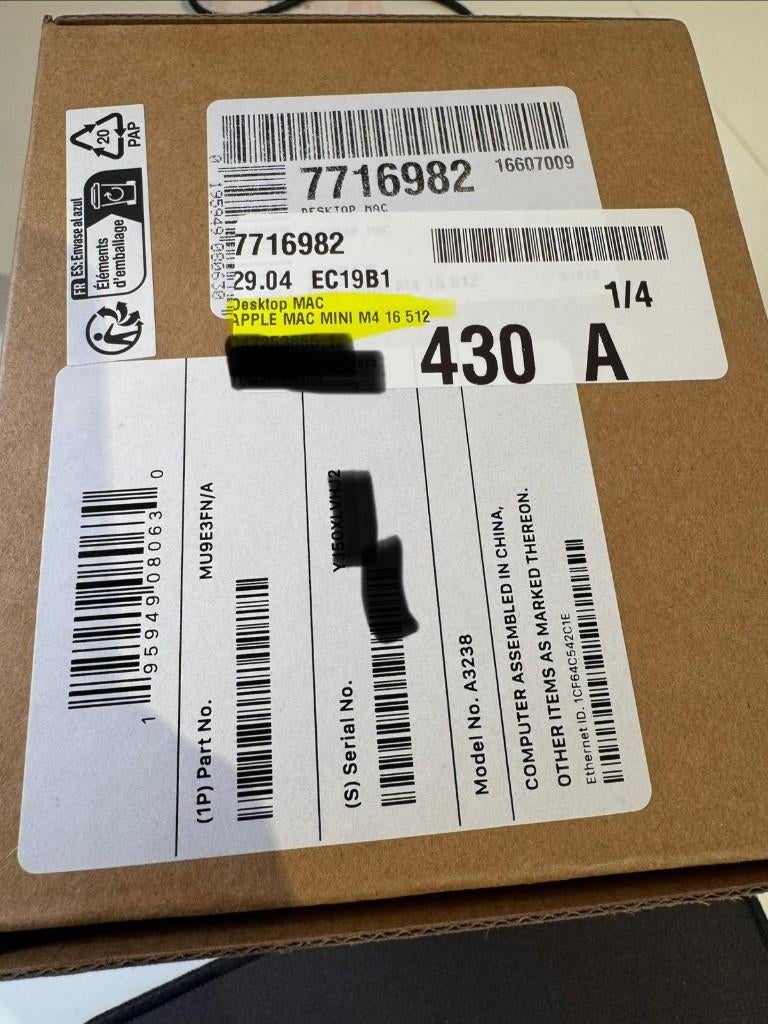 20
PAP
FR
ES: Envase al azul
Éléments
d'emballage
7716982
16607009
DESKTOP MAC
7716982
29.04 EC19B1
Desktop MAC
APPLE MAC MINI M4 16 512
1/4
430 A
1 95949 08063 0
(1P) Part No. MU9E3FN/A
(S) Serial No.
Model No. A3238
COMPUTER ASSEMBLED IN CHINA,
OTHER ITEMS AS MARKED THEREON.
Ethernet ID. 1CF64C542C1E